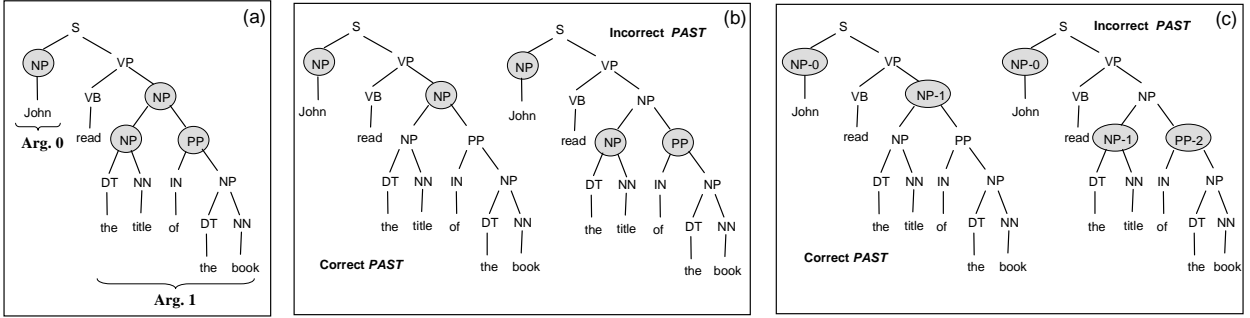 (a)
S
NP VP
John VB NP
Arg. 0 read NP PP
DT NN IN NP
the title of DT NN
the book
Arg. 1
(b)
Incorrect PAST
S
NP VP
John VB NP
read NP PP
DT NN IN NP
the title of DT NN
the book
Correct PAST
S
NP VP
John VB NP
read NP PP
DT NN IN NP
the title of DT NN
the book
(c)
Incorrect PAST
S
NP-0 VP
John VB NP-1
read NP PP
DT NN IN NP
the title of DT NN
the book
Correct PAST
S
NP-0 VP
John VB NP
read NP-1 PP-2
DT NN IN NP
the title of DT NN
the book